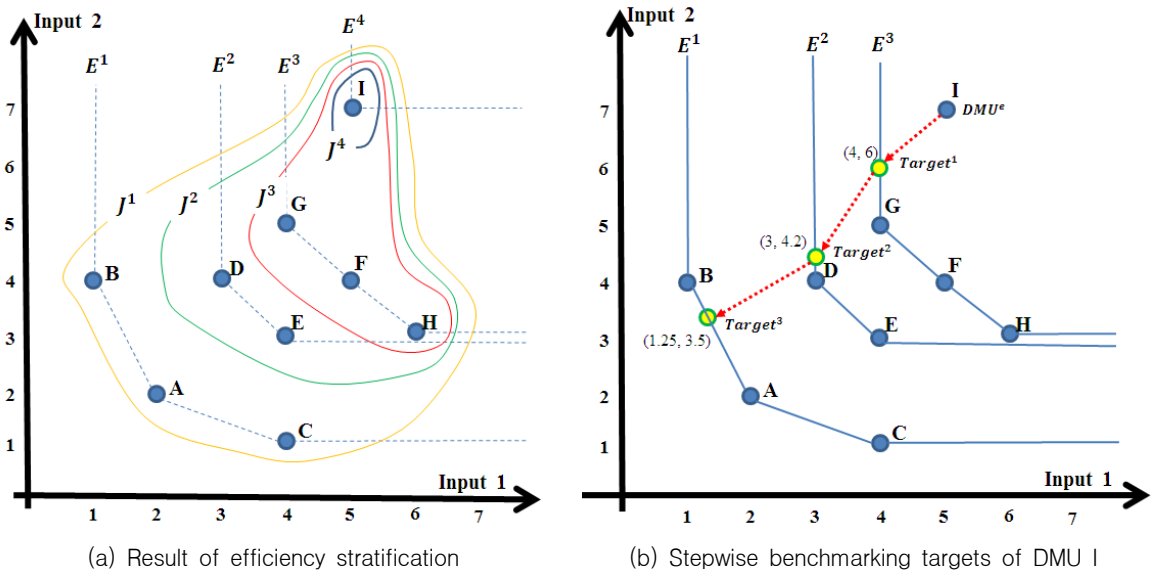 Input 2
E¹ E² E³ E⁴
7 I
J⁴
6
J¹ J² J³
5 G
4 B D F
3 E H
2 A
1 C
Input 1
1 2 3 4 5 6 7
(a) Result of efficiency stratification
Input 2
E¹ E² E³
7 I
DMUᵉ
(4, 6) Target¹
6
5 G
(3, 4.2) Target²
4 B D F
Target³
(1.25, 3.5)
3 E H
2 A
1 C
Input 1
1 2 3 4 5 6 7
(b) Stepwise benchmarking targets of DMU I